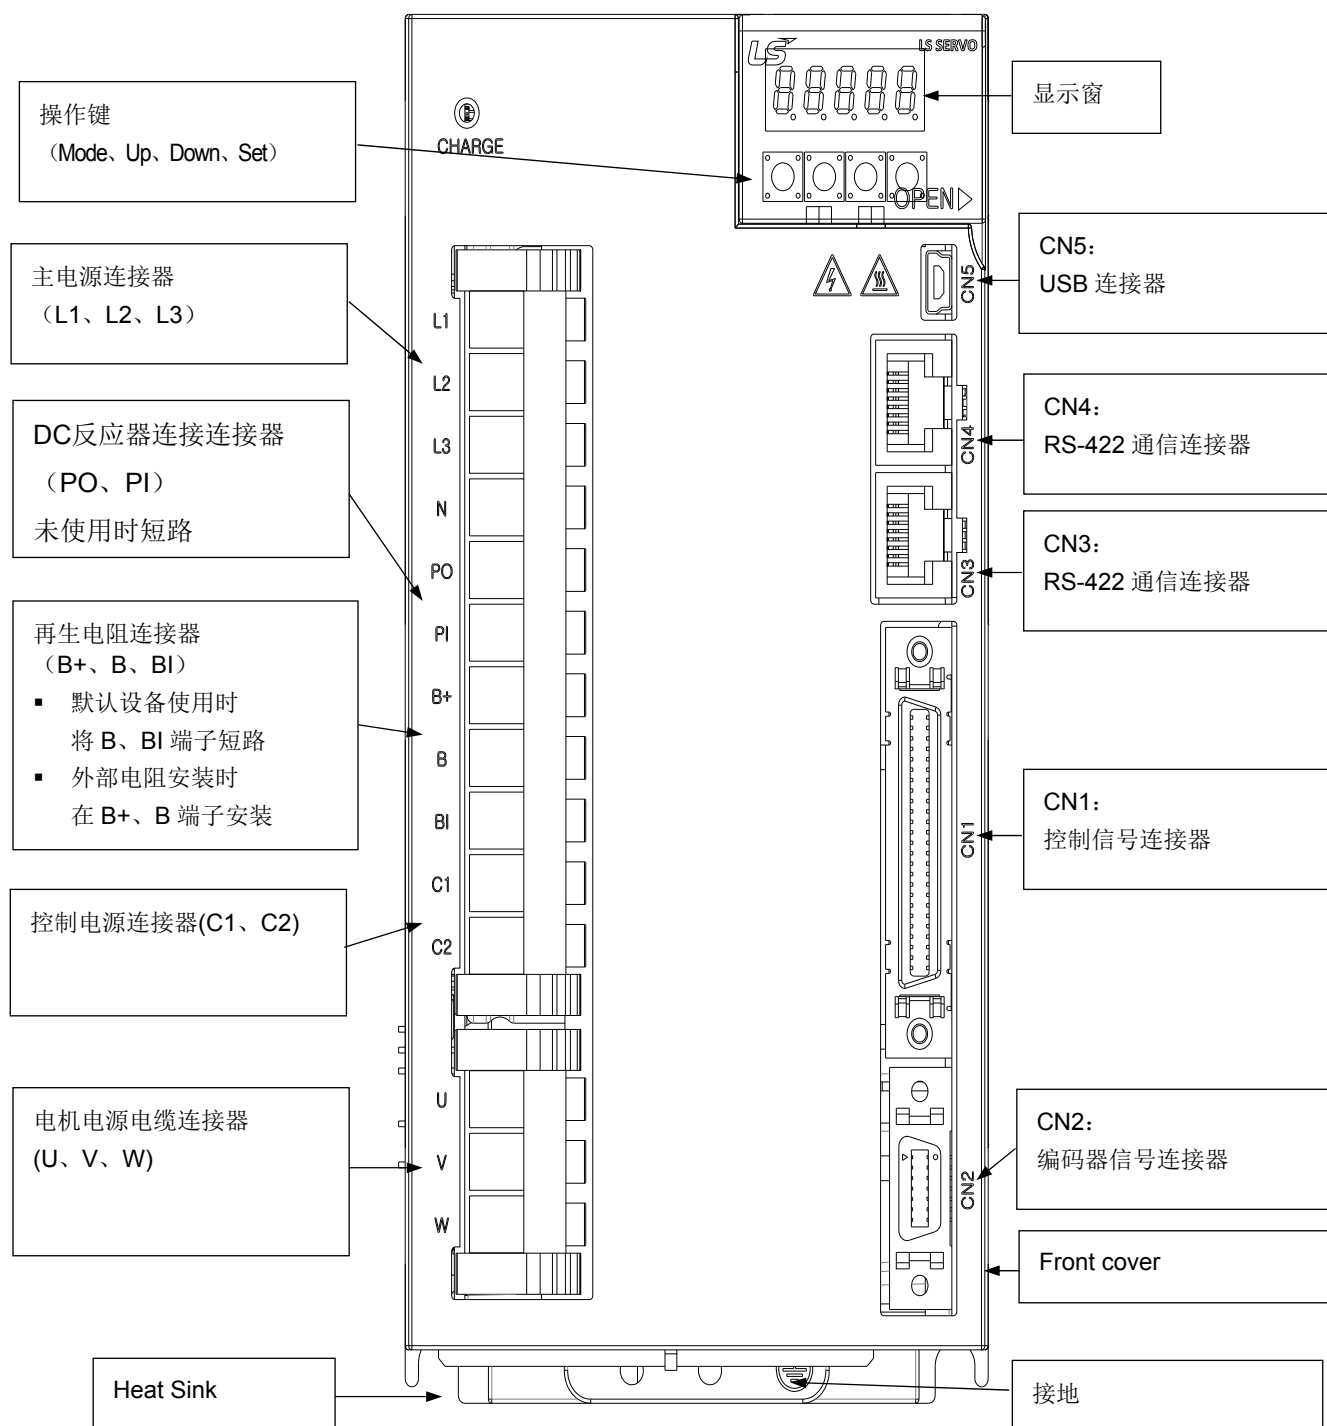 LS
LS SERVO
CHARGE
OPEN
操作键
（Mode、Up、Down、Set）
主电源连接器
（L1、L2、L3）
DC反应器连接连接器
（PO、PI）
未使用时短路
再生电阻连接器
（B+、B、BI）
▪ 默认设备使用时
将 B、BI 端子短路
▪ 外部电阻安装时
在 B+、B 端子安装
控制电源连接器(C1、C2)
电机电源电缆连接器
(U、V、W)
Heat Sink
L1
L2
L3
N
PO
PI
B+
B
BI
C1
C2
U
V
W
显示窗
CN5：
USB 连接器
CN5
CN4：
RS-422 通信连接器
CN4
CN3：
RS-422 通信连接器
CN3
CN1：
控制信号连接器
CN1
CN2：
编码器信号连接器
CN2
Front cover
接地